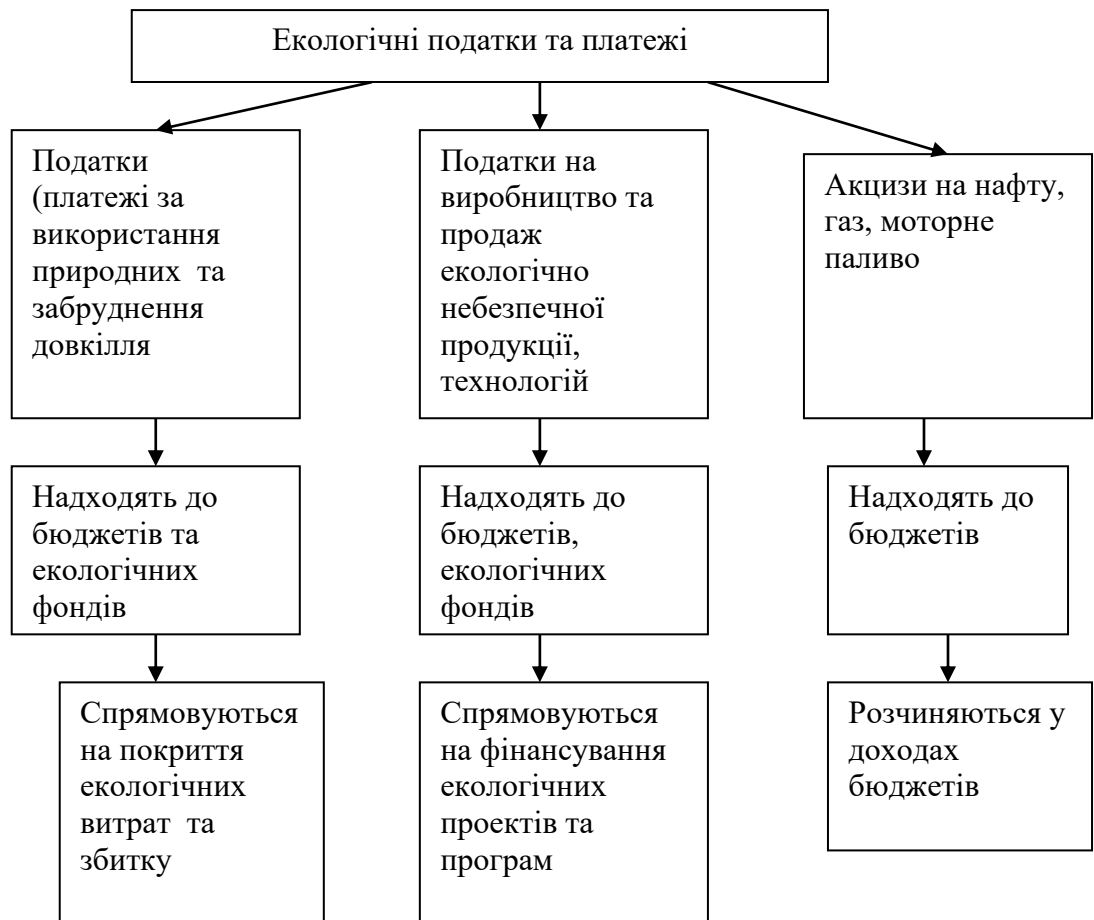 Екологічні податки та платежі
Податки
(платежі за
використання
природних та
забруднення
довкілля
Податки на
виробництво та
продаж
екологічно
небезпечної
продукції,
технологій
Акцизи на нафту,
газ, моторне
паливо
Надходять до
бюджетів та
екологічних
фондів
Надходять до
бюджетів,
екологічних
фондів
Надходять до
бюджетів
Спрямовуються
на покриття
екологічних
витрат та
збитку
Спрямовуються
на фінансування
екологічних
проектів та
програм
Розчиняються у
доходах
бюджетів